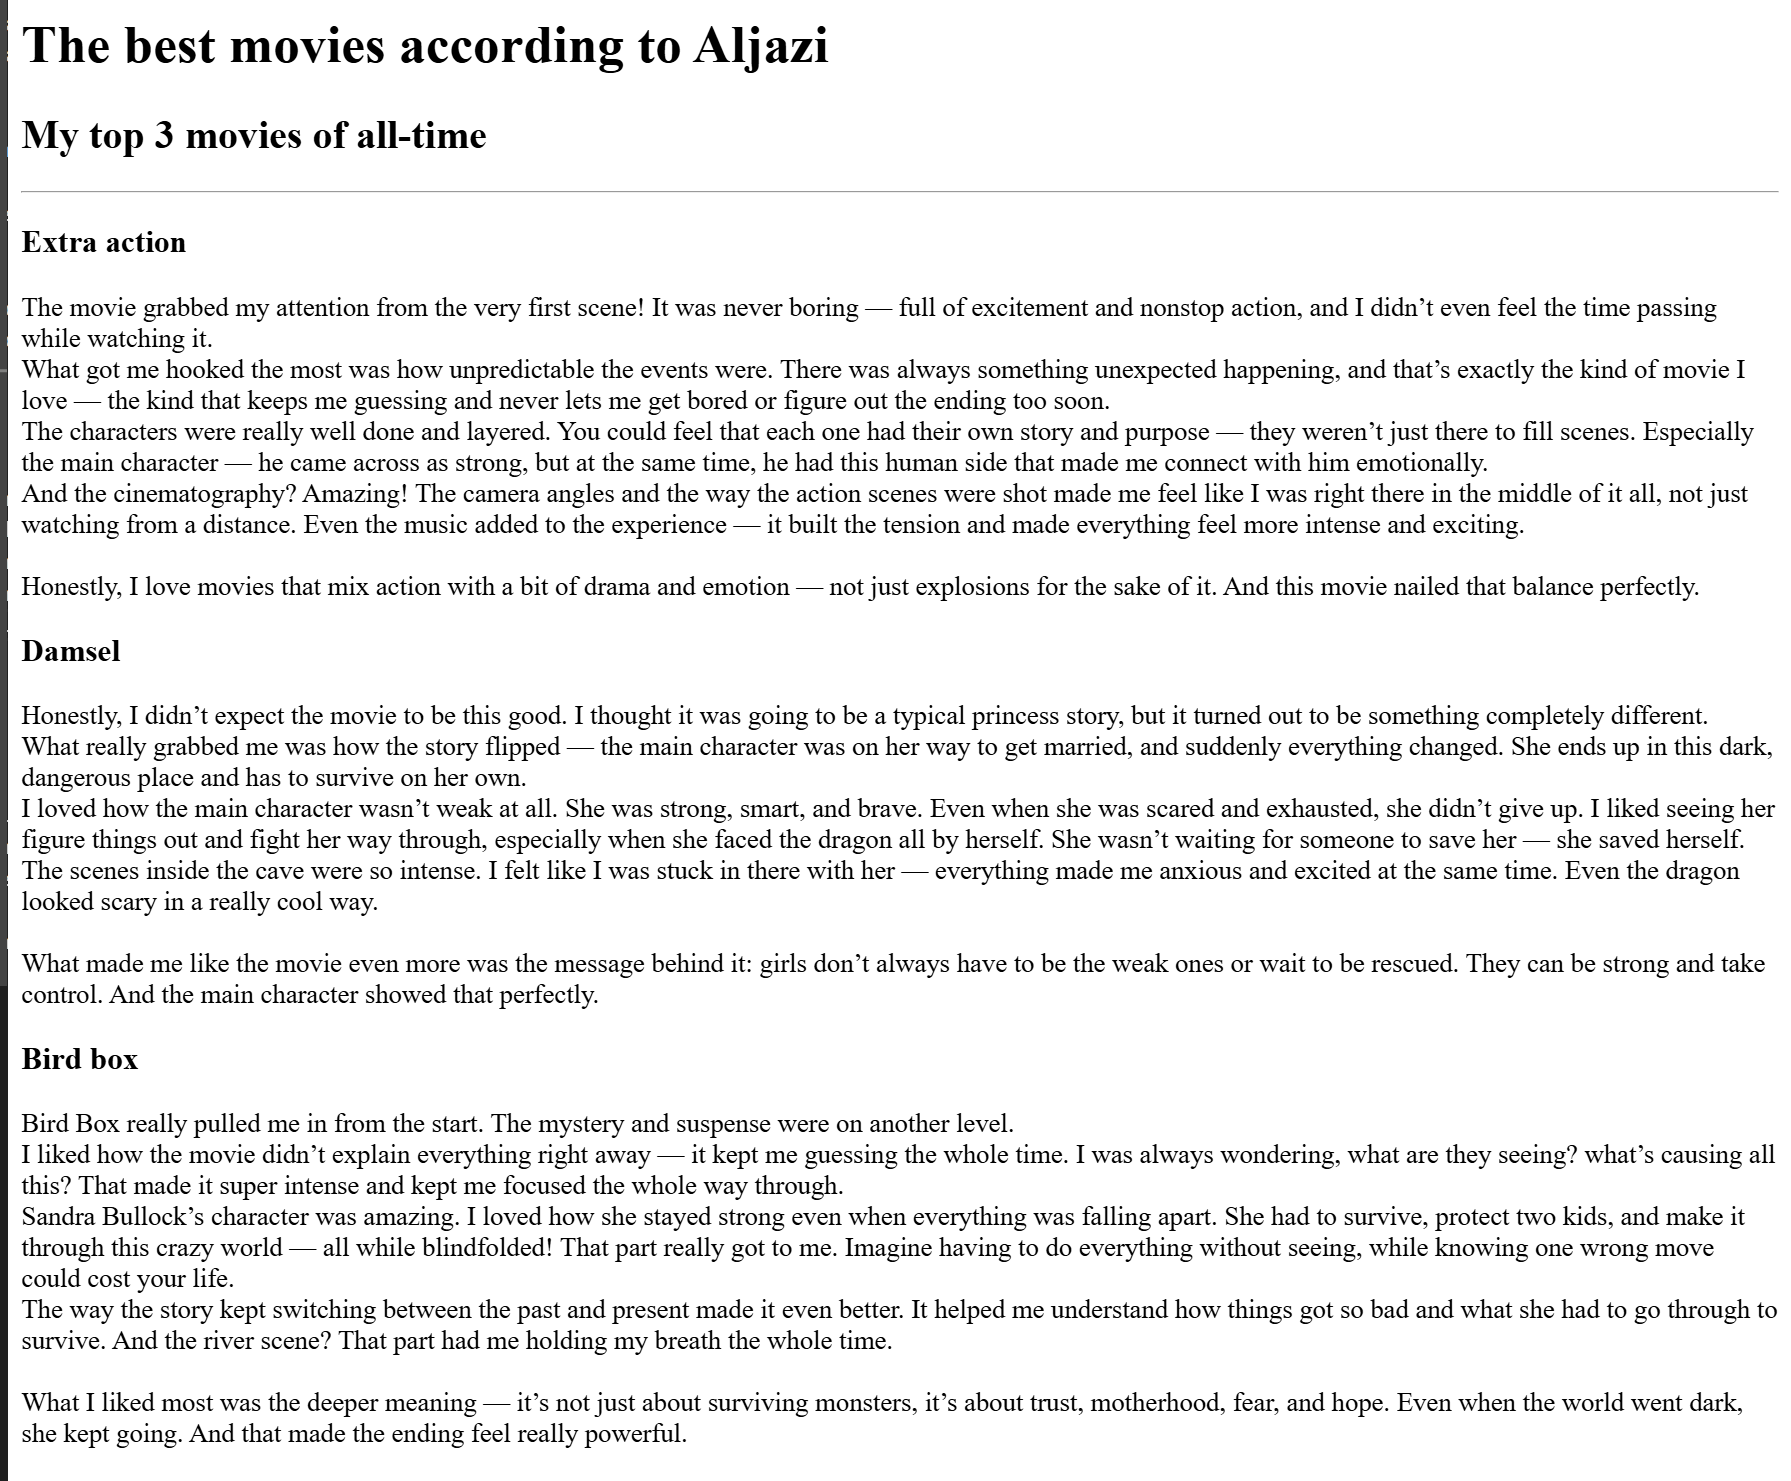 The best movies according to Aljazi
My top 3 movies of all-time
Extra action
The movie grabbed my attention from the very first scene! It was never boring — full of excitement and nonstop action, and I didn’t even feel the time passing
while watching it.
What got me hooked the most was how unpredictable the events were. There was always something unexpected happening, and that’s exactly the kind of movie I
love — the kind that keeps me guessing and never lets me get bored or figure out the ending too soon.
The characters were really well done and layered. You could feel that each one had their own story and purpose — they weren’t just there to fill scenes. Especially
the main character — he came across as strong, but at the same time, he had this human side that made me connect with him emotionally.
And the cinematography? Amazing! The camera angles and the way the action scenes were shot made me feel like I was right there in the middle of it all, not just
watching from a distance. Even the music added to the experience — it built the tension and made everything feel more intense and exciting.
Honestly, I love movies that mix action with a bit of drama and emotion — not just explosions for the sake of it. And this movie nailed that balance perfectly.
Damsel
Honestly, I didn’t expect the movie to be this good. I thought it was going to be a typical princess story, but it turned out to be something completely different.
What really grabbed me was how the story flipped — the main character was on her way to get married, and suddenly everything changed. She ends up in this dark,
dangerous place and has to survive on her own.
I loved how the main character wasn’t weak at all. She was strong, smart, and brave. Even when she was scared and exhausted, she didn’t give up. I liked seeing her
figure things out and fight her way through, especially when she faced the dragon all by herself. She wasn’t waiting for someone to save her — she saved herself.
The scenes inside the cave were so intense. I felt like I was stuck in there with her — everything made me anxious and excited at the same time. Even the dragon
looked scary in a really cool way.
What made me like the movie even more was the message behind it: girls don’t always have to be the weak ones or wait to be rescued. They can be strong and take
control. And the main character showed that perfectly.
Bird box
Bird Box really pulled me in from the start. The mystery and suspense were on another level.
I liked how the movie didn’t explain everything right away — it kept me guessing the whole time. I was always wondering, what are they seeing? what’s causing all
this? That made it super intense and kept me focused the whole way through.
Sandra Bullock’s character was amazing. I loved how she stayed strong even when everything was falling apart. She had to survive, protect two kids, and make it
through this crazy world — all while blindfolded! That part really got to me. Imagine having to do everything without seeing, while knowing one wrong move
could cost your life.
The way the story kept switching between the past and present made it even better. It helped me understand how things got so bad and what she had to go through to
survive. And the river scene? That part had me holding my breath the whole time.
What I liked most was the deeper meaning — it’s not just about surviving monsters, it’s about trust, motherhood, fear, and hope. Even when the world went dark,
she kept going. And that made the ending feel really powerful.